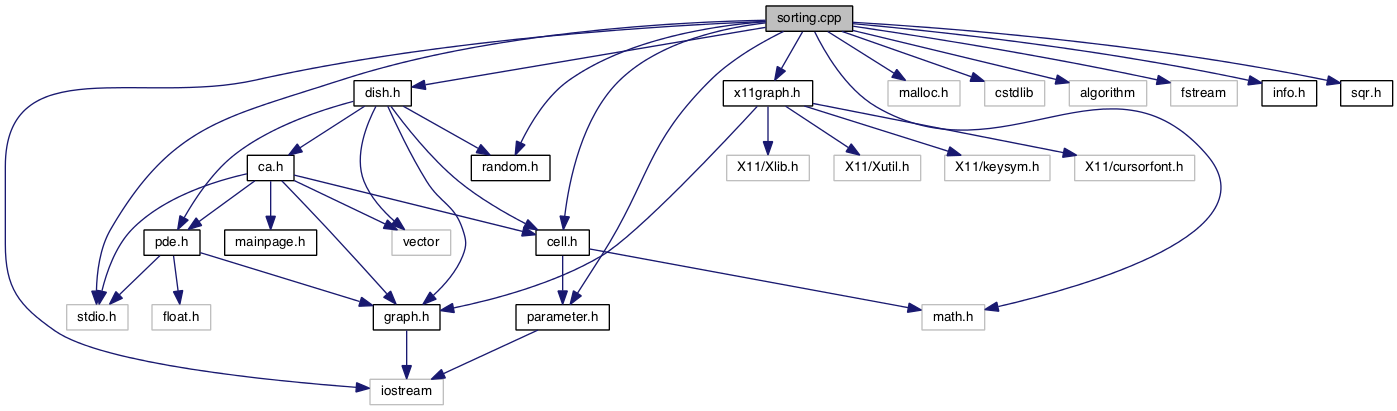 sorting.cpp
dish.h
x11graph.h
malloc.h
cstdlib
algorithm
fstream
info.h
sqr.h
ca.h
random.h
X11/Xlib.h
X11/Xutil.h
X11/keysym.h
X11/cursorfont.h
pde.h
mainpage.h
vector
cell.h
stdio.h
float.h
graph.h
parameter.h
math.h
iostream